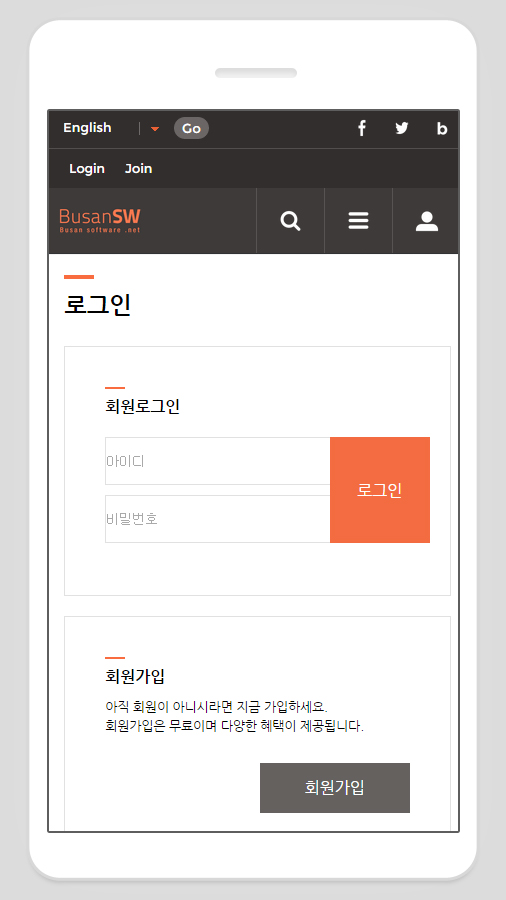 English Go
Login Join
BusanSW
Busan software .net
로그인
회원로그인
아이디
로그인
비밀번호
회원가입
아직 회원이 아니시라면 지금 가입하세요.
회원가입은 무료이며 다양한 혜택이 제공됩니다.
회원가입